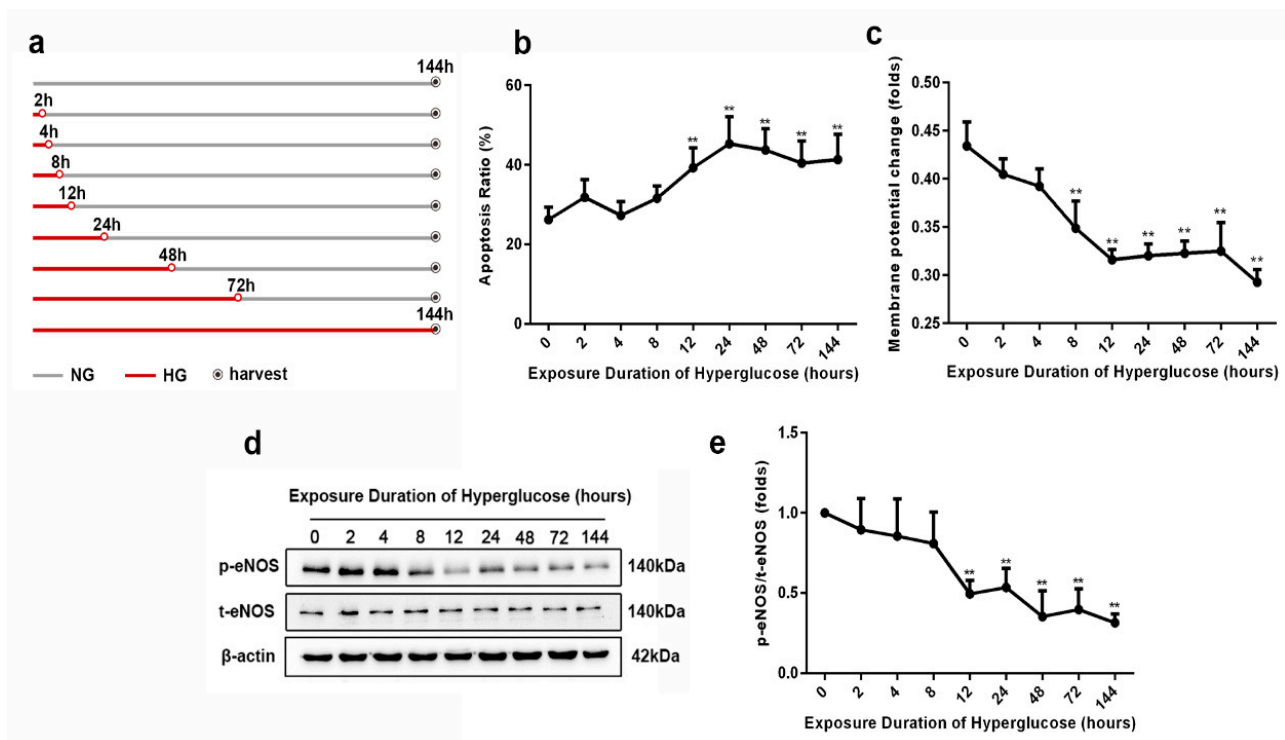 a
144h
2h
4h
8h
12h
24h
48h
72h
144h
NG HG harvest
b
Apoptosis Ratio (%)
60
40
20
0
** ** ** ** **
0 2 4 8 12 24 48 72 144
Exposure Duration of Hyperglucose (hours)
c
Membrane potential change (folds)
0.50
0.45
0.40
0.35
0.30
0.25
** ** ** ** ** **
0 2 4 8 12 24 48 72 144
Exposure Duration of Hyperglucose (hours)
d
Exposure Duration of Hyperglucose (hours)
0 2 4 8 12 24 48 72 144
p-eNOS 140kDa
t-eNOS 140kDa
β-actin 42kDa
e
p-eNOS/t-eNOS (folds)
1.5
1.0
0.5
0.0
** ** ** ** **
0 2 4 8 12 24 48 72 144
Exposure Duration of Hyperglucose (hours)